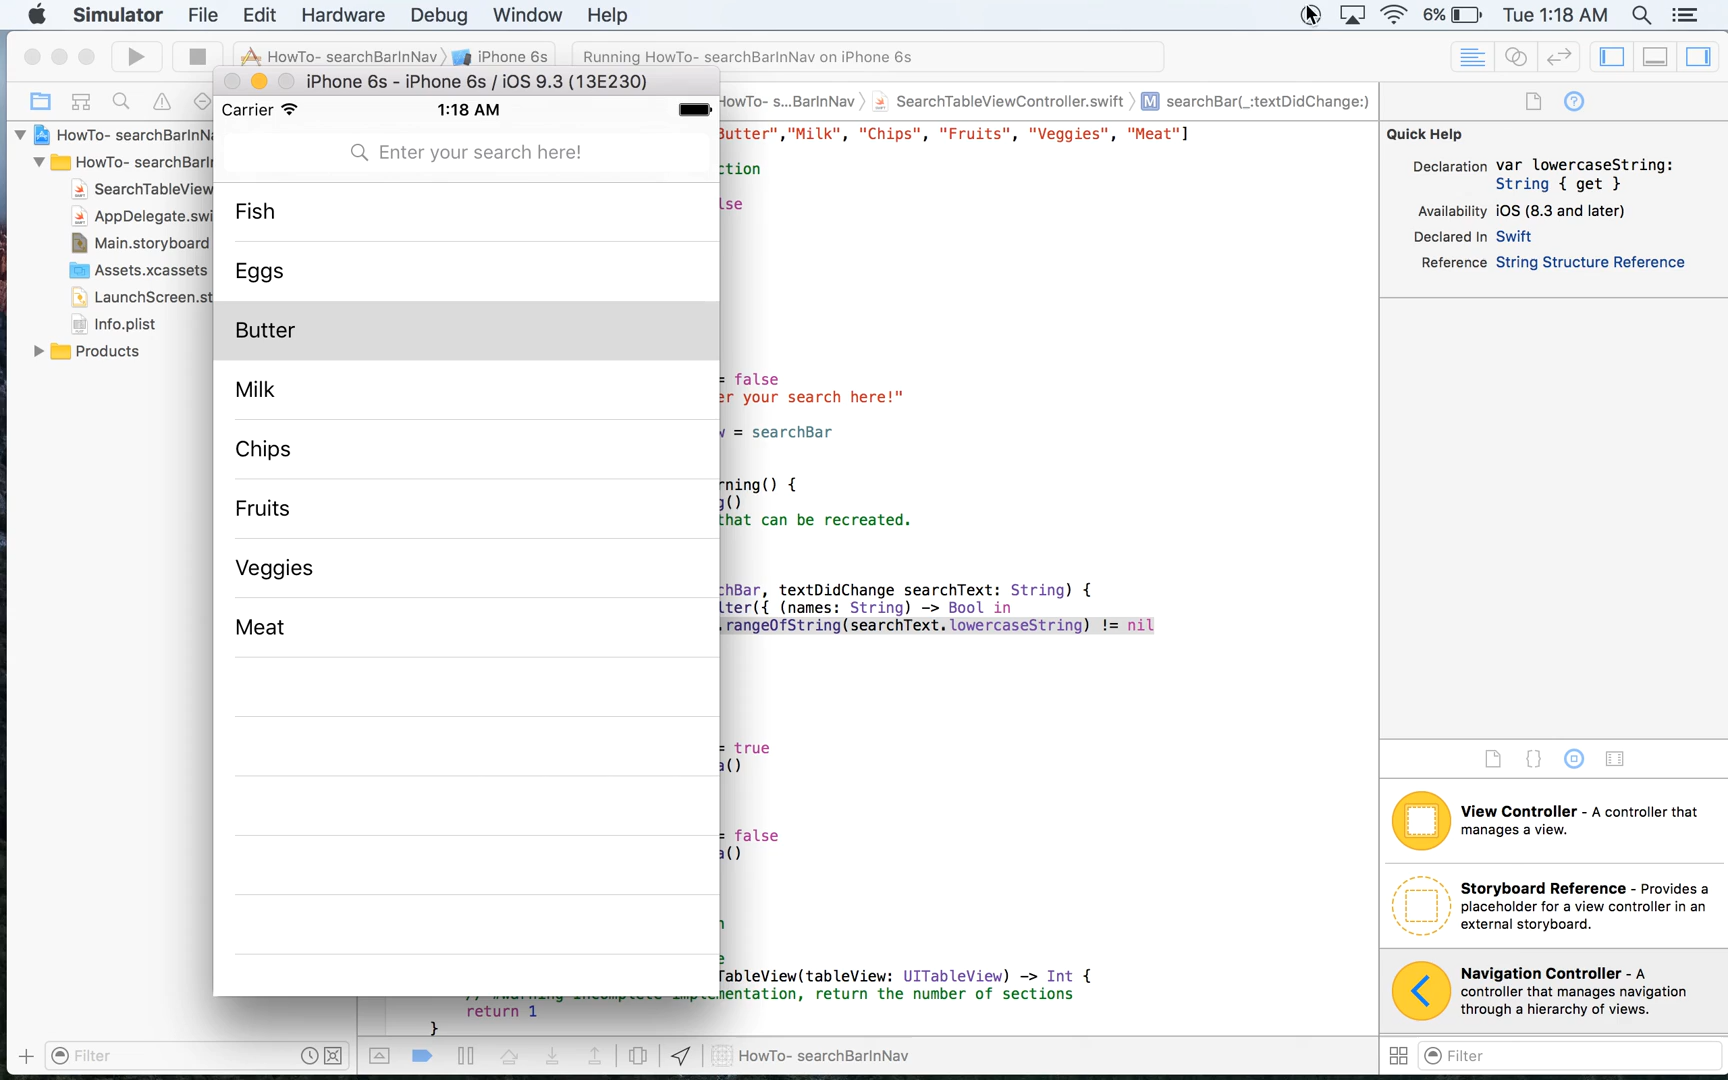 Simulator File Edit Hardware Debug Window Help 6% Tue 1:18 AM
HowTo- searchBarInNav iPhone 6s Running HowTo- searchBarInNav on iPhone 6s
iPhone 6s - iPhone 6s / iOS 9.3 (13E230)
HowTo- s...BarInNav SearchTableViewController.swift M searchBar(_:textDidChange:)
Carrier 1:18 AM
Enter your search here!
Fish
Eggs
Butter
Milk
Chips
Fruits
Veggies
Meat
HowTo- searchBarInNa
HowTo- searchBarIn
SearchTableView
AppDelegate.swi
Main.storyboard
Assets.xcassets
LaunchScreen.st
Info.plist
Products
utter","Milk", "Chips", "Fruits", "Veggies", "Meat"]
ction
lse
= false
er your search here!"
w = searchBar
rning() {
g()
that can be recreated.
chBar, textDidChange searchText: String) {
lter({ (names: String) -> Bool in
.rangeOfString(searchText.lowercaseString) != nil
= true
a()
= false
a()
n
e
TableView(tableView: UITableView) -> Int {
// #warning Incomplete implementation, return the number of sections
return 1
}
Quick Help
Declaration var lowercaseString:
String { get }
Availability iOS (8.3 and later)
Declared In Swift
Reference String Structure Reference
{}
View Controller - A controller that
manages a view.
Storyboard Reference - Provides a
placeholder for a view controller in an
external storyboard.
Navigation Controller - A
controller that manages navigation
through a hierarchy of views.
Filter
HowTo- searchBarInNav
Filter